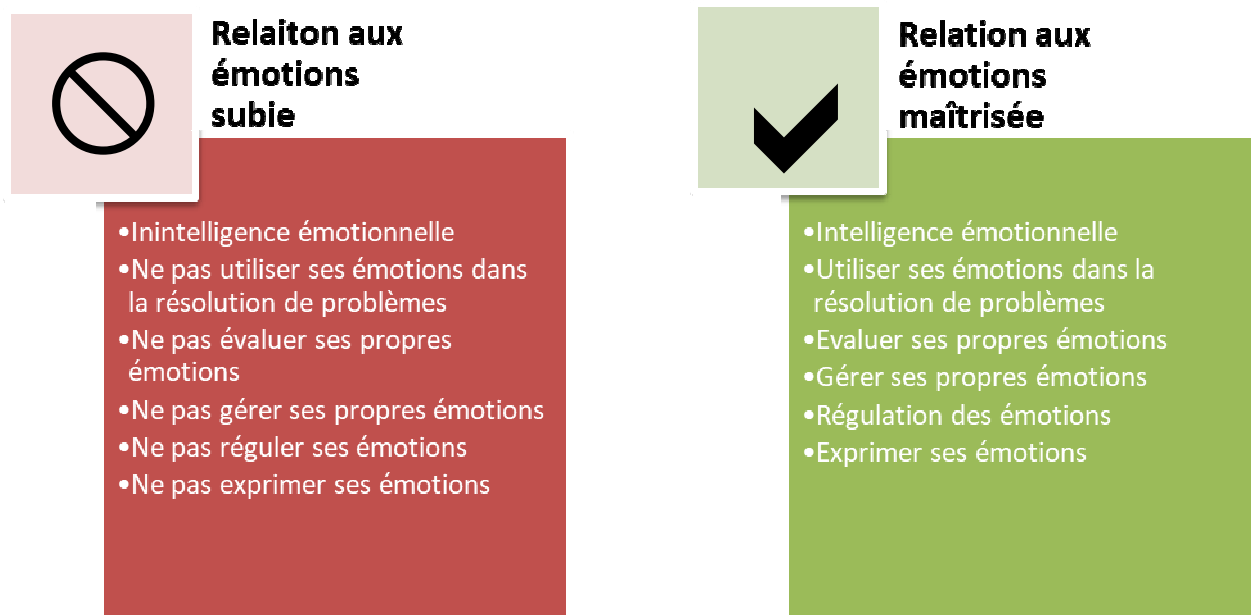 Relaiton aux
émotions
subie
•Inintelligence émotionnelle
•Ne pas utiliser ses émotions dans
la résolution de problèmes
•Ne pas évaluer ses propres
émotions
•Ne pas gérer ses propres émotions
•Ne pas réguler ses émotions
•Ne pas exprimer ses émotions
Relation aux
émotions
maîtrisée
•Intelligence émotionnelle
•Utiliser ses émotions dans la
résolution de problèmes
•Evaluer ses propres émotions
•Gérer ses propres émotions
•Régulation des émotions
•Exprimer ses émotions